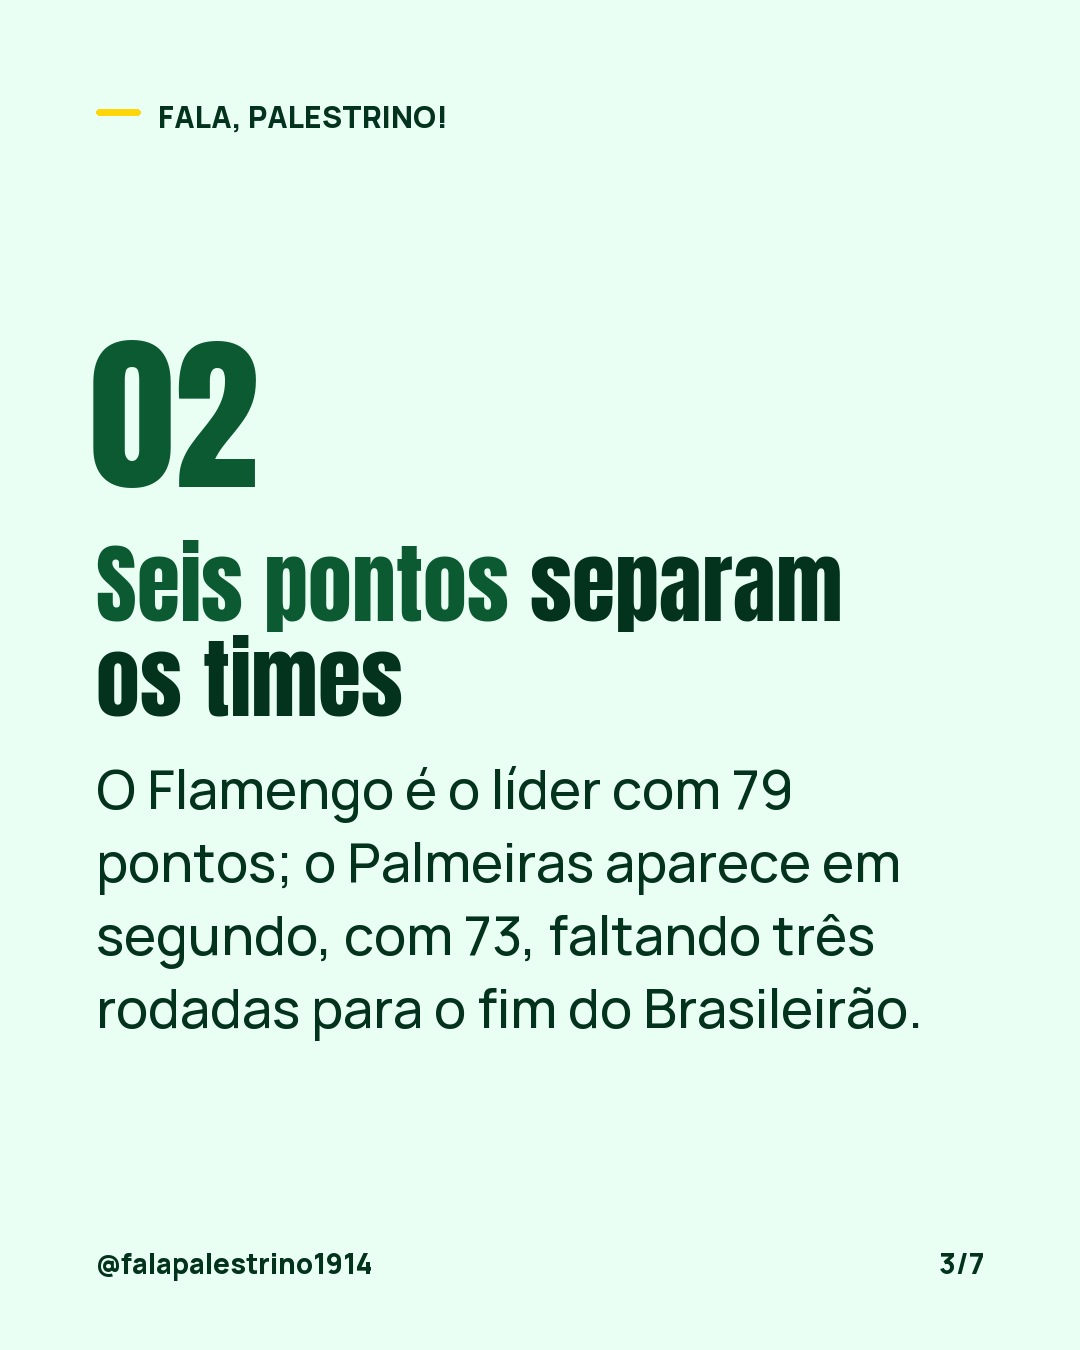 FALA, PALESTRINO!
02
Seis pontos separam
os times
O Flamengo é o líder com 79
pontos; o Palmeiras aparece em
segundo, com 73, faltando três
rodadas para o fim do Brasileirão.
@falapalestrino1914
3/7